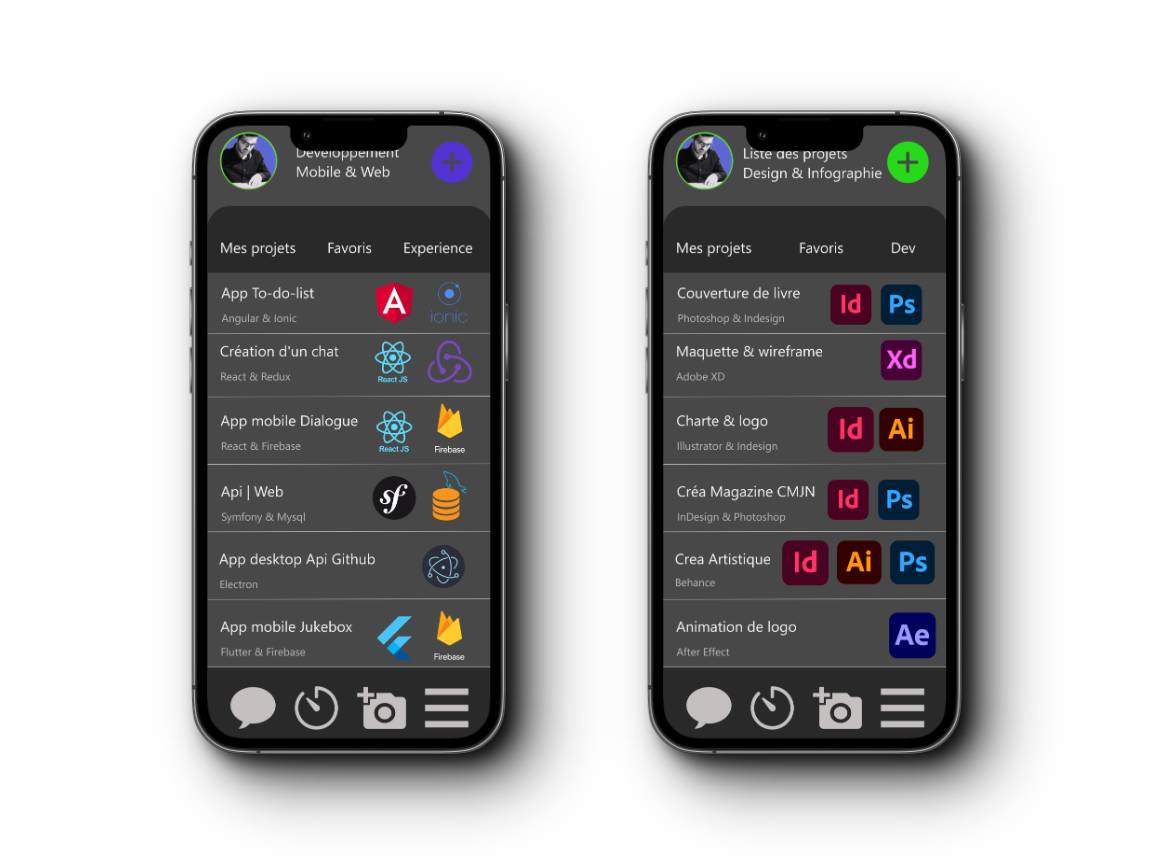 Développement
Mobile & Web
Mes projets Favoris Experience
App To-do-list
Angular & Ionic
A
ionic
Création d'un chat
React & Redux
React JS
App mobile Dialogue
React & Firebase
React JS
Firebase
Api | Web
Symfony & Mysql
sf
App desktop Api Github
Electron
App mobile Jukebox
Flutter & Firebase
Firebase
Liste des projets
Design & Infographie
Mes projets Favoris Dev
Couverture de livre
Photoshop & Indesign
Id Ps
Maquette & wireframe
Adobe XD
Xd
Charte & logo
Illustrator & Indesign
Id Ai
Créa Magazine CMJN
InDesign & Photoshop
Id Ps
Crea Artistique
Behance
Id Ai Ps
Animation de logo
After Effect
Ae